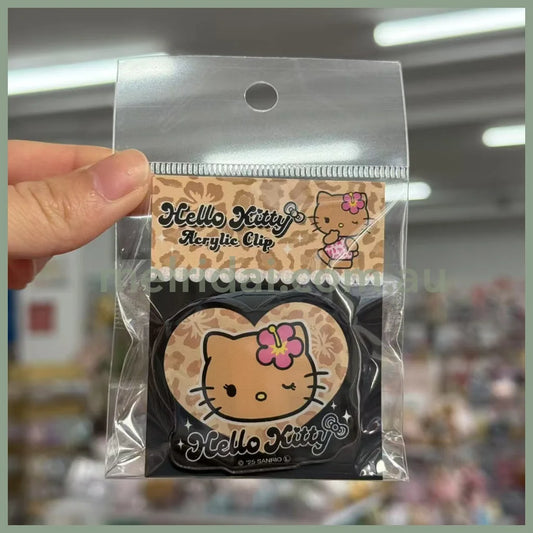 Hello Kitty
Acrylic Clip
Hello Kitty
© '25 SANRIO Ⓛ